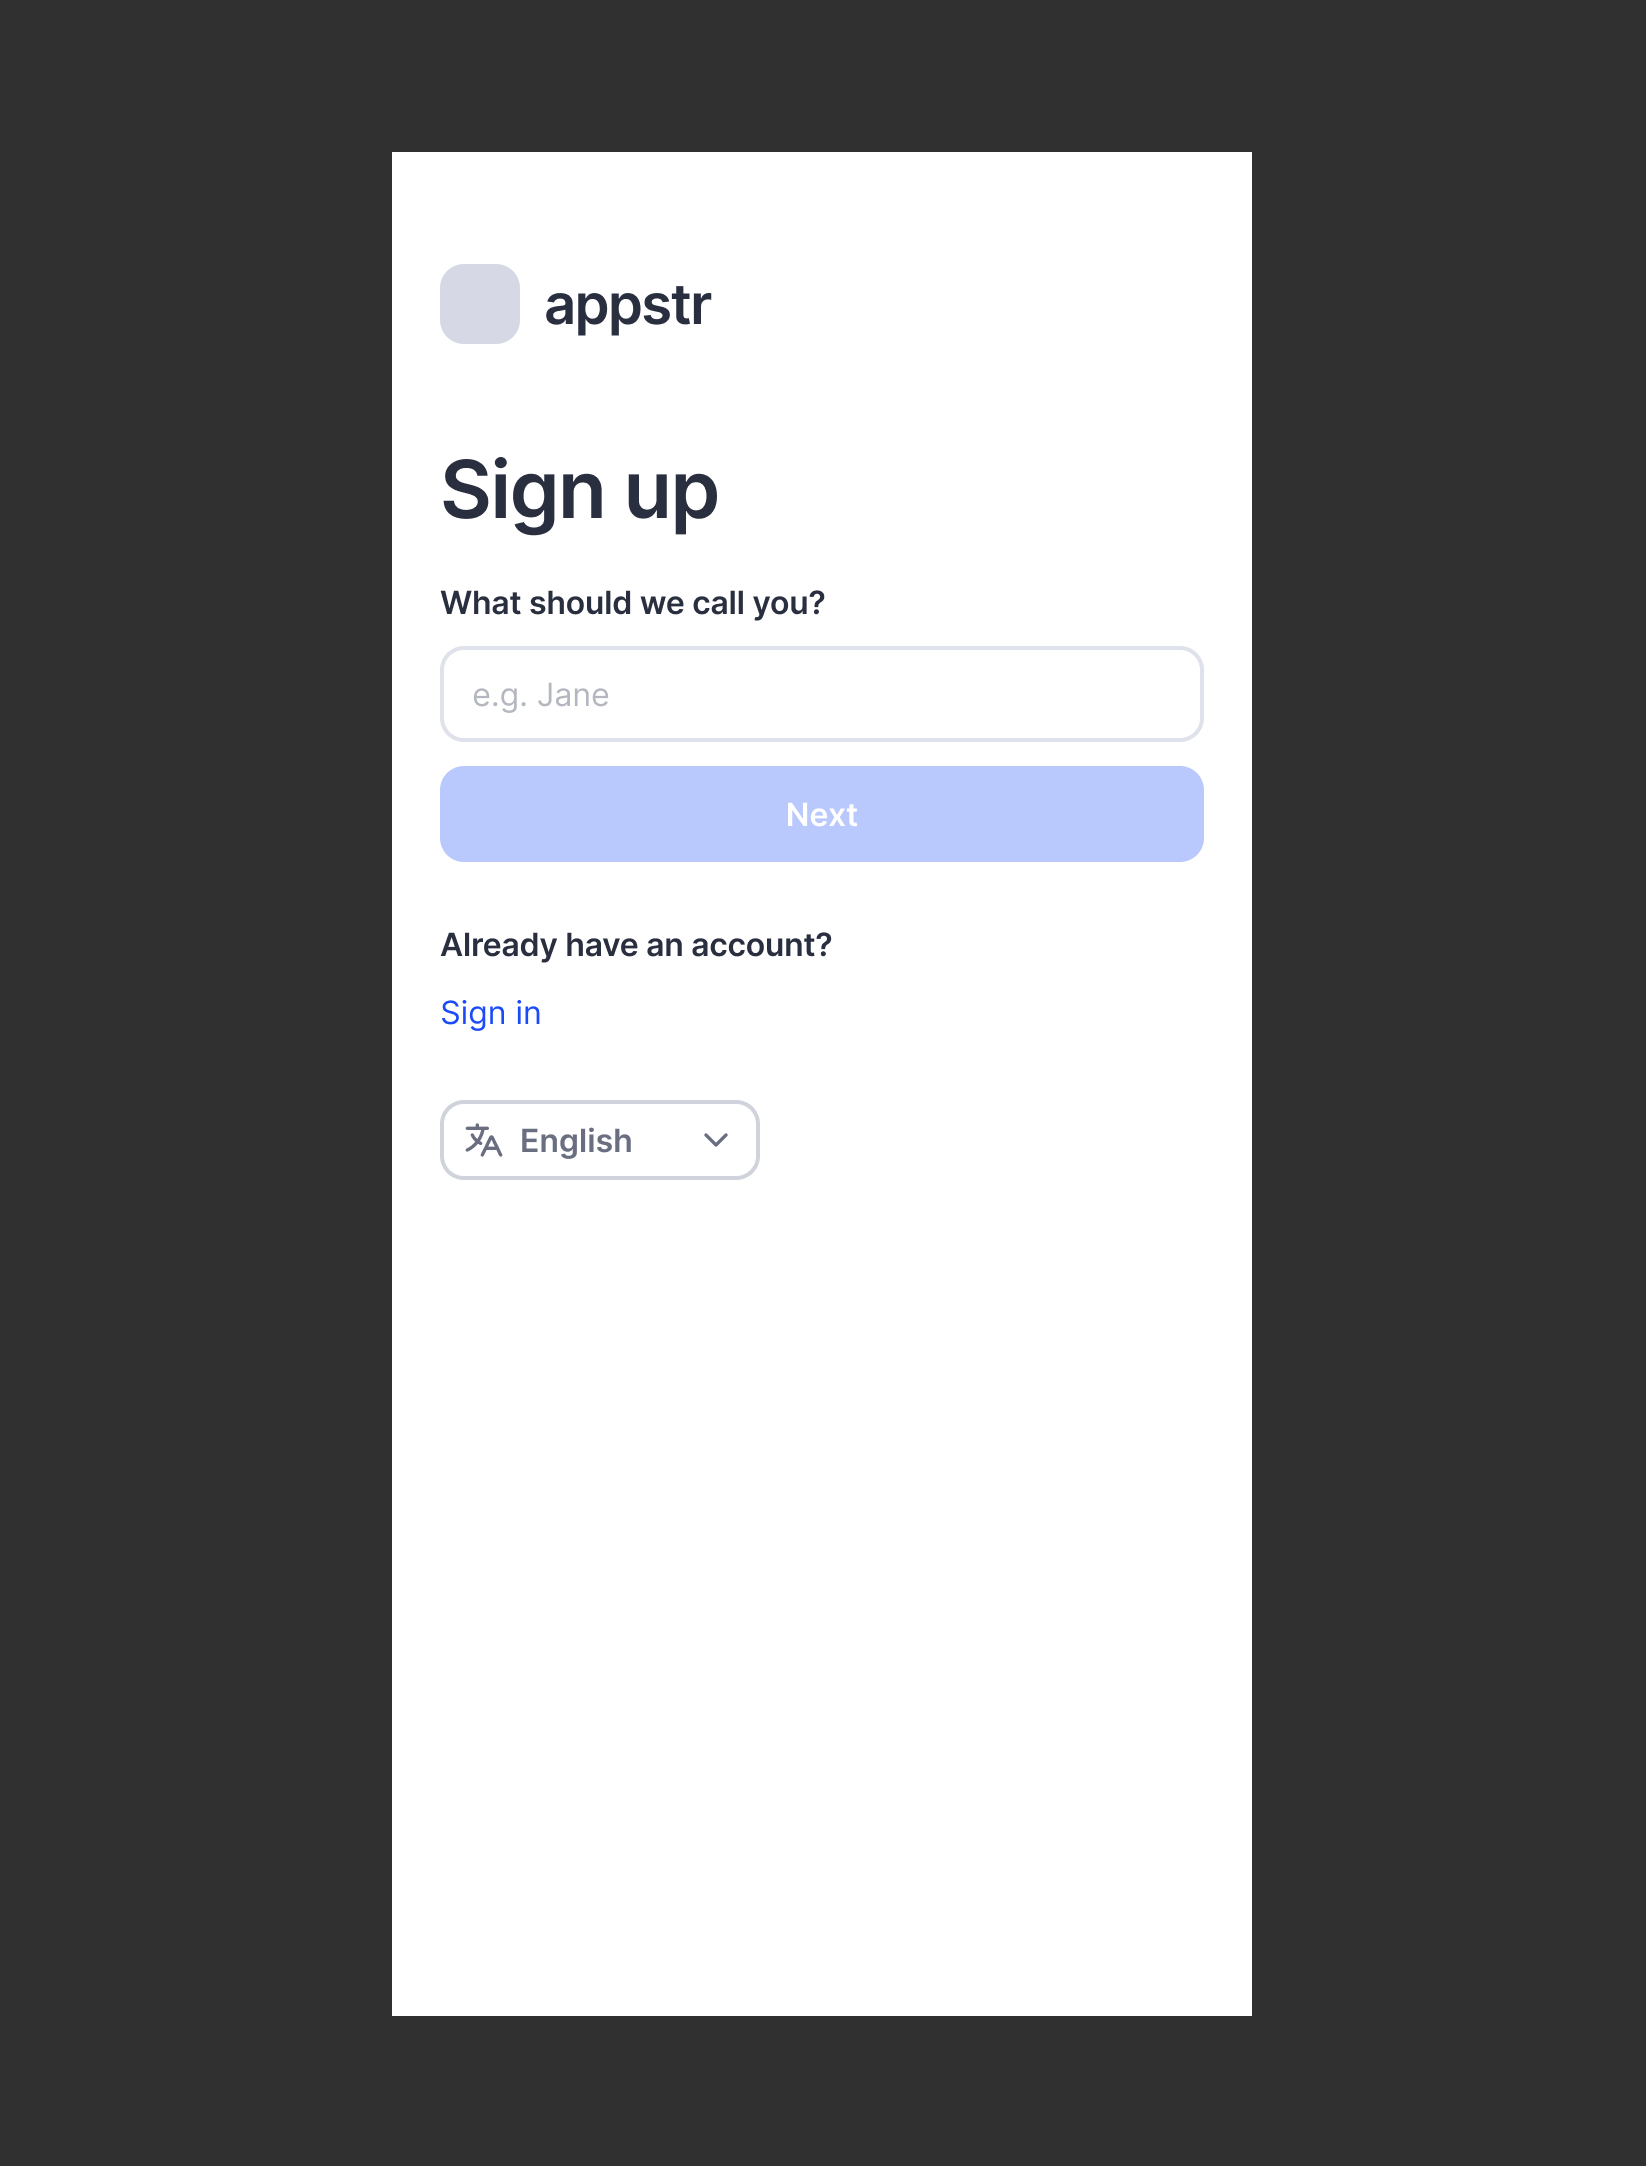 appstr
Sign up
What should we call you?
e.g. Jane
Next
Already have an account?
Sign in
English